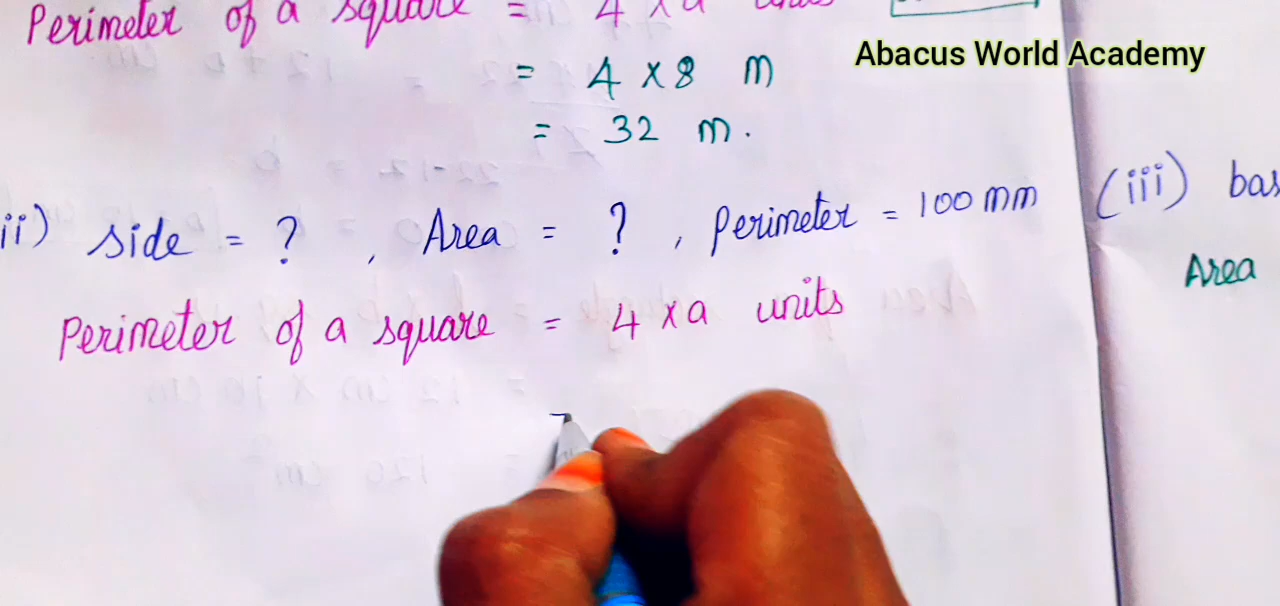 Perimeter of a square = 4 x a units
Abacus World Academy
= 4 x 8 m
= 32 m.
ii) side = ? , Area = ? , Perimeter = 100 mm
Perimeter of a square = 4 x a units
(iii) bas
Area